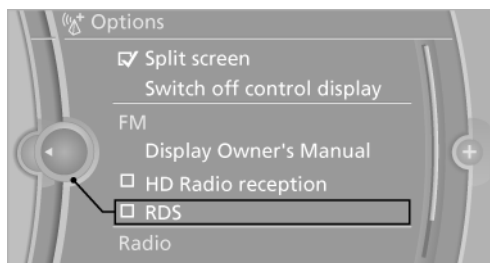 Options
Split screen
Switch off control display
FM
Display Owner's Manual
HD Radio reception
RDS
Radio